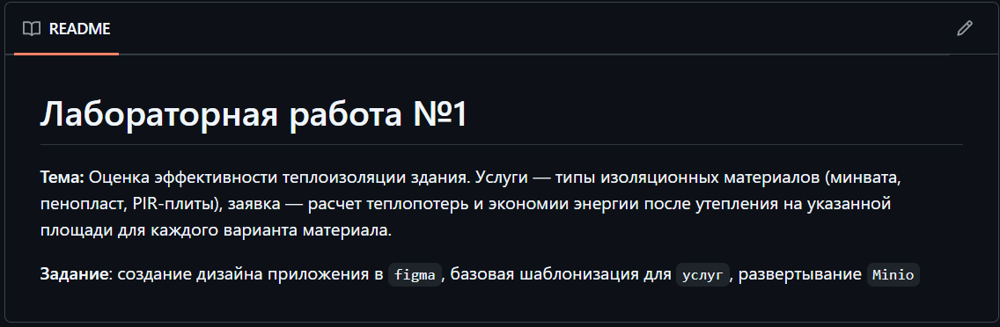 README
Лабораторная работа №1
Тема: Оценка эффективности теплоизоляции здания. Услуги — типы изоляционных материалов (минвата,
пенопласт, PIR-плиты), заявка — расчет теплопотерь и экономии энергии после утепления на указанной
площади для каждого варианта материала.
Задание: создание дизайна приложения в figma, базовая шаблонизация для услуг, развертывание Minio